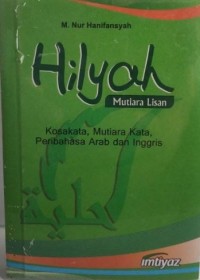 M. Nur Hanifansyah
Hilyah
Mutiara Lisan
Kosakata, Mutiara Kata,
Peribahasa Arab dan Inggris
حلية
imtiyaz